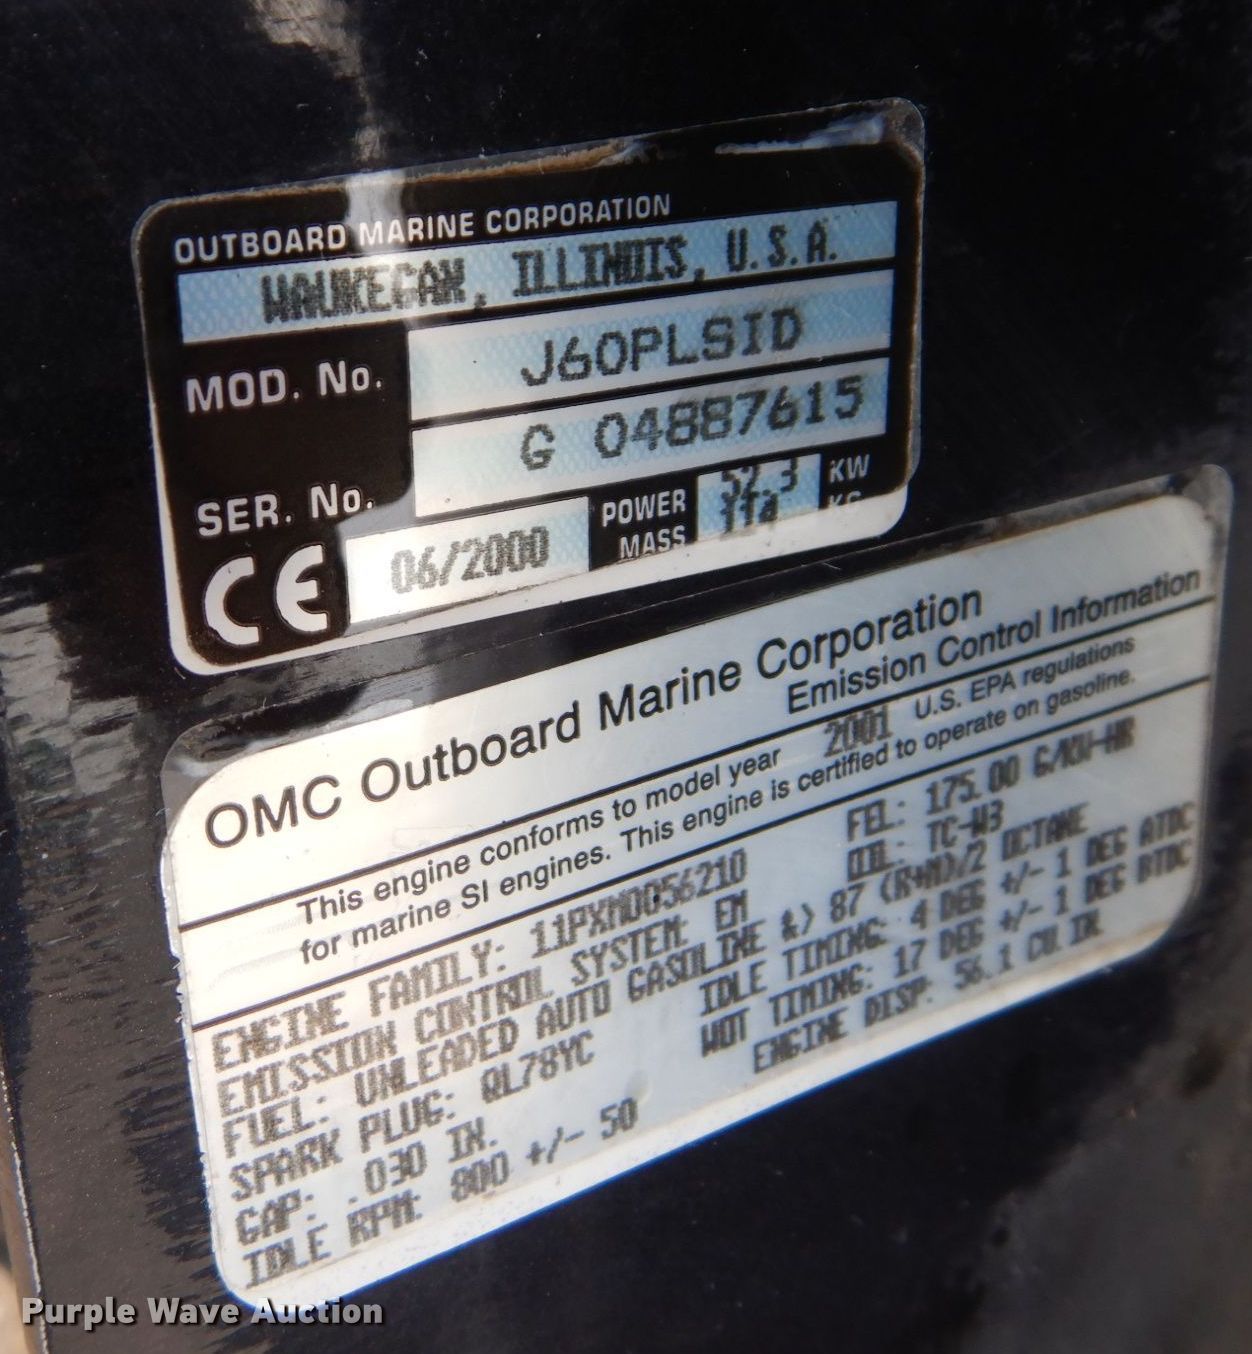 OUTBOARD MARINE CORPORATION
WAUKEGAN, ILLINOIS, U.S.A.
MOD. No. J60PLSID
SER. No. G 04887615
CE 06/2000 POWER KW
MASS KG
OMC Outboard Marine Corporation
Emission Control Information
This engine conforms to model year 2001 U.S. EPA regulations
for marine SI engines. This engine is certified to operate on gasoline.
ENGINE FAMILY: 11PXM0056210 FEL: 175.00 G/KW-HR
EMISSION CONTROL SYSTEM: EM OIL: TC-W3
FUEL: UNLEADED AUTO GASOLINE &> 87 (R+M)/2 OCTANE
SPARK PLUG: QL78YC IDLE TIMING: 4 DEG +/- 1 DEG ATDC
GAP: .030 IN. WOT TIMING: 17 DEG +/- 1 DEG BTDC
IDLE RPM: 800 +/- 50 ENGINE DISP: 56.1 CU. IN.
Purple Wave Auction